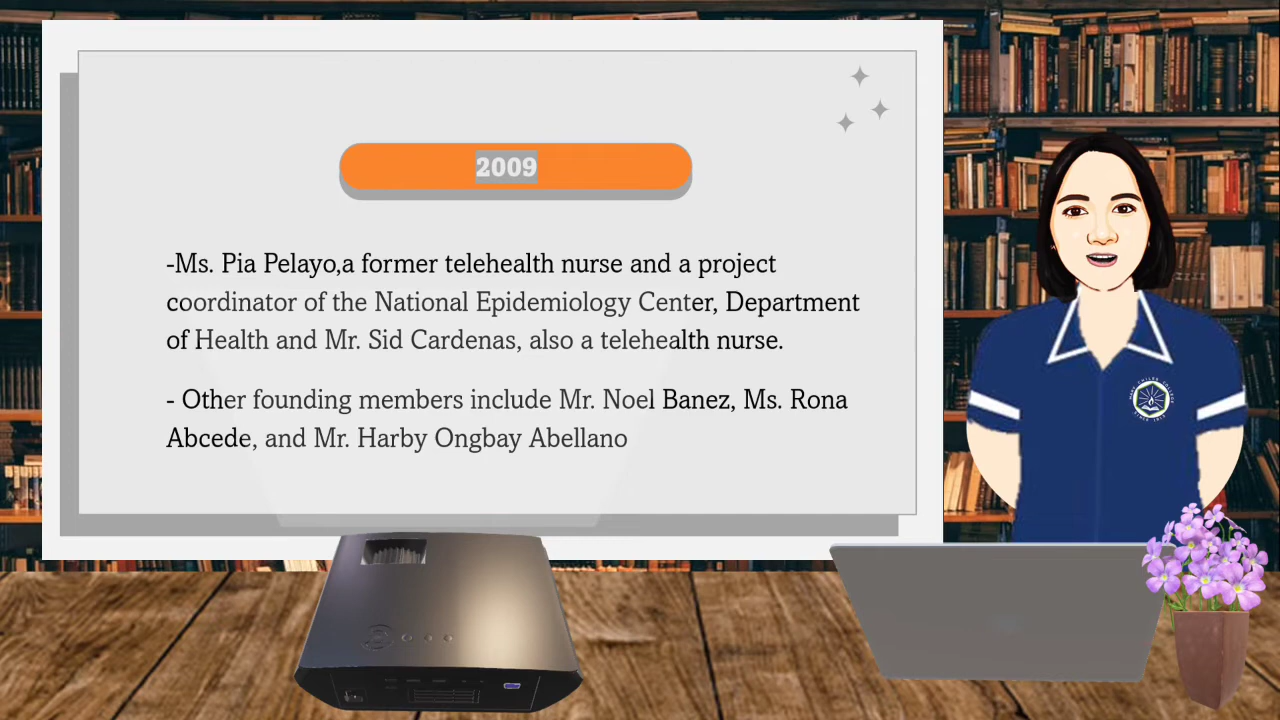 2009
-Ms. Pia Pelayo,a former telehealth nurse and a project
coordinator of the National Epidemiology Center, Department
of Health and Mr. Sid Cardenas, also a telehealth nurse.
- Other founding members include Mr. Noel Banez, Ms. Rona
Abcede, and Mr. Harby Ongbay Abellano